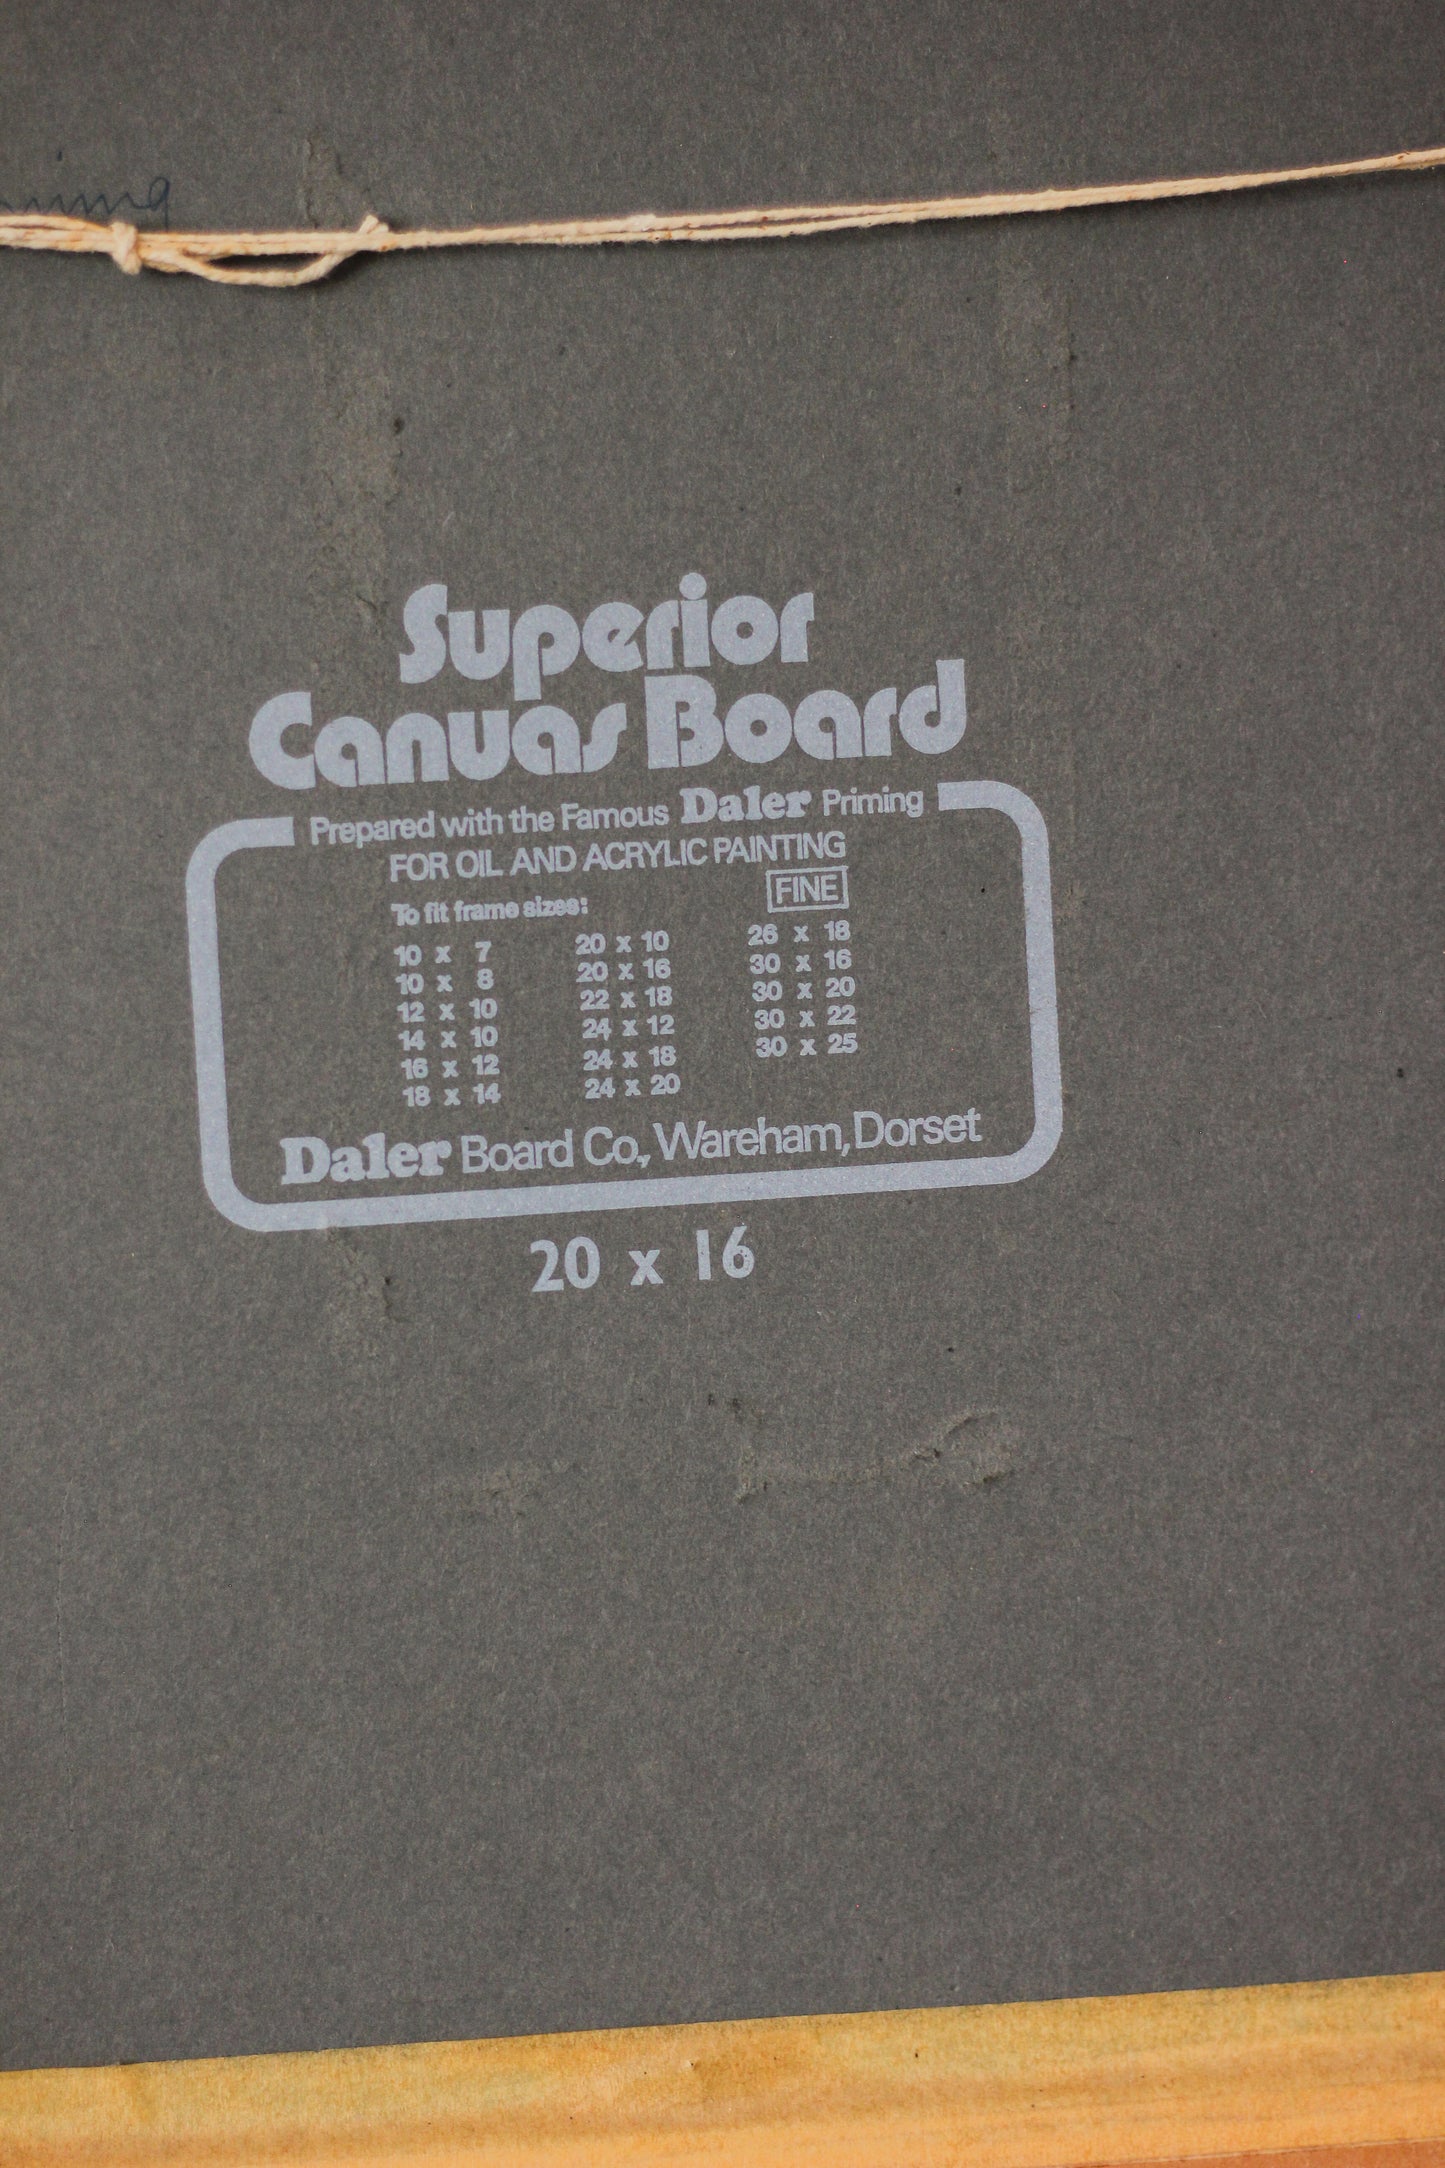 Superior
Canvas Board
Prepared with the Famous Daler Priming
FOR OIL AND ACRYLIC PAINTING
To fit frame sizes: FINE
10 x 7 20 x 10 26 x 18
10 x 8 20 x 16 30 x 16
12 x 10 22 x 18 30 x 20
14 x 10 24 x 12 30 x 22
16 x 12 24 x 18 30 x 25
18 x 14 24 x 20
Daler Board Co., Wareham, Dorset
20 x 16